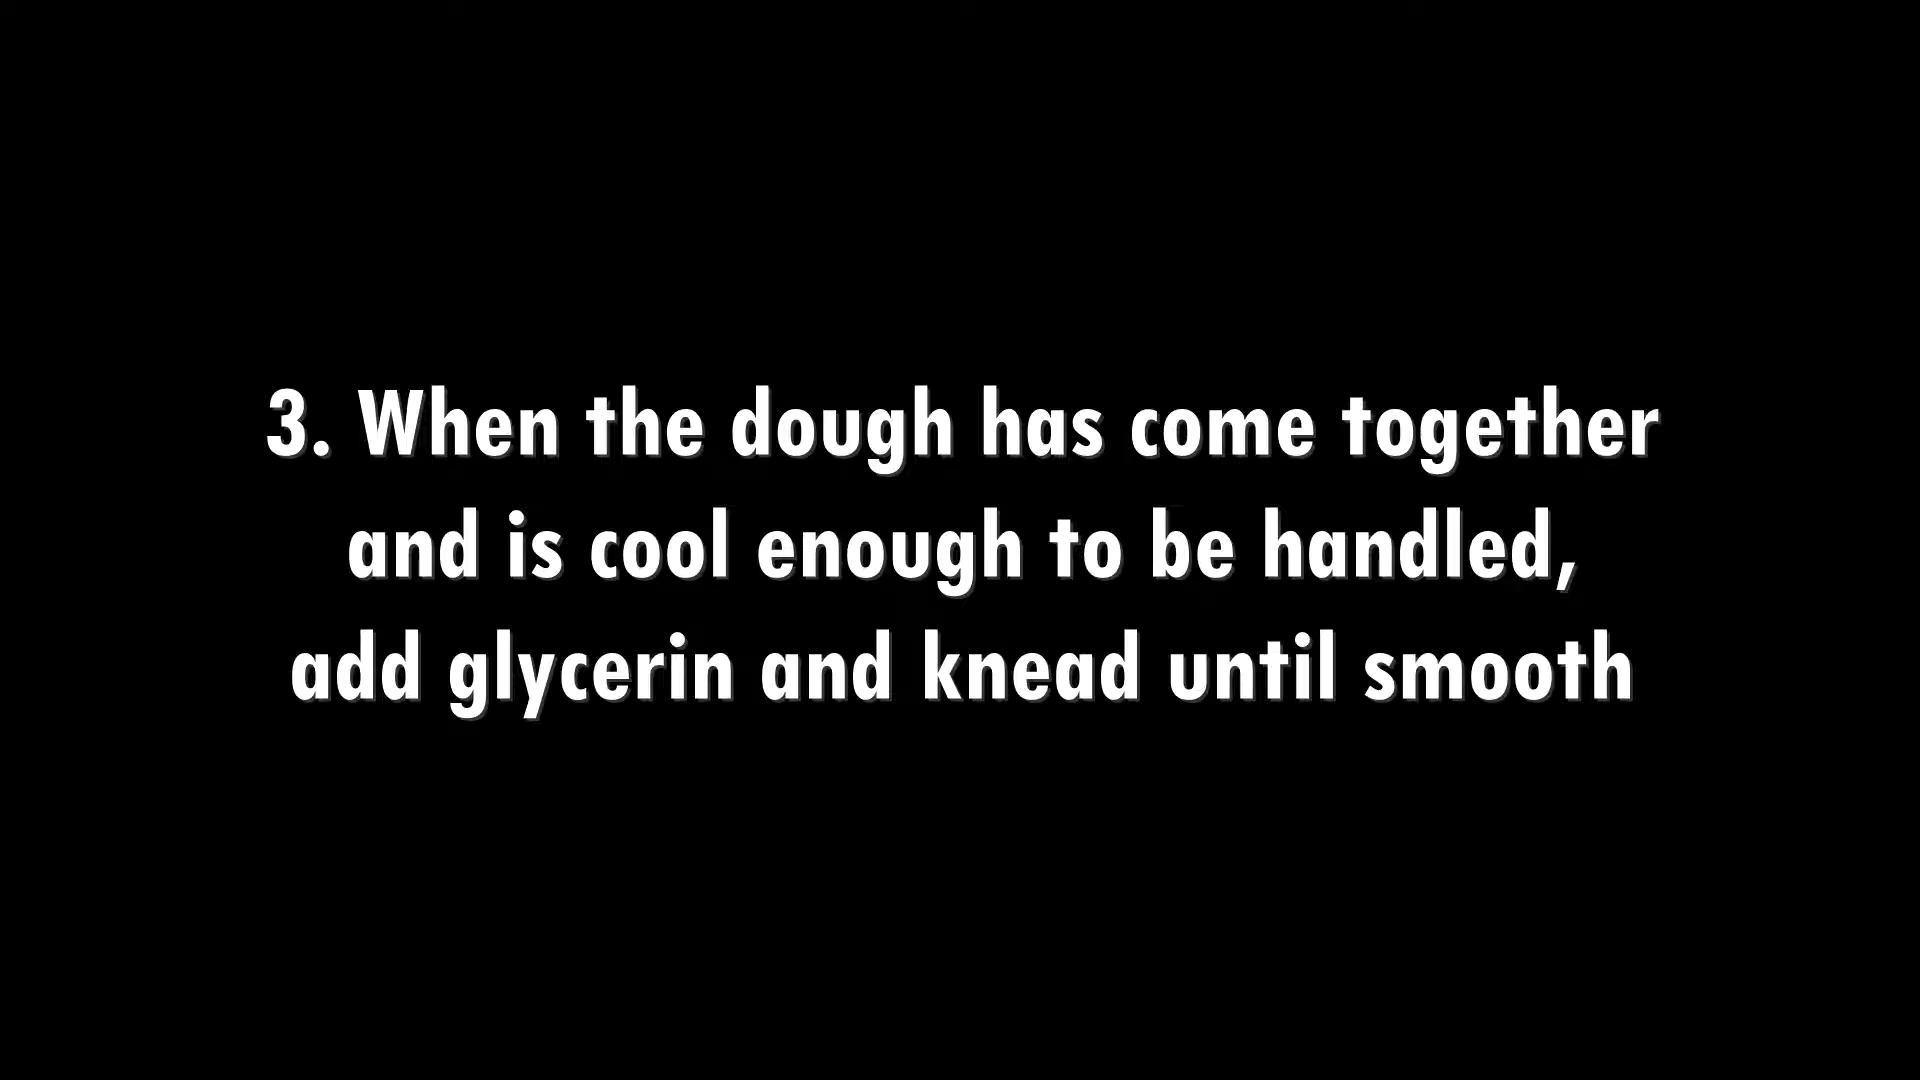 3. When the dough has come together
and is cool enough to be handled,
add glycerin and knead until smooth